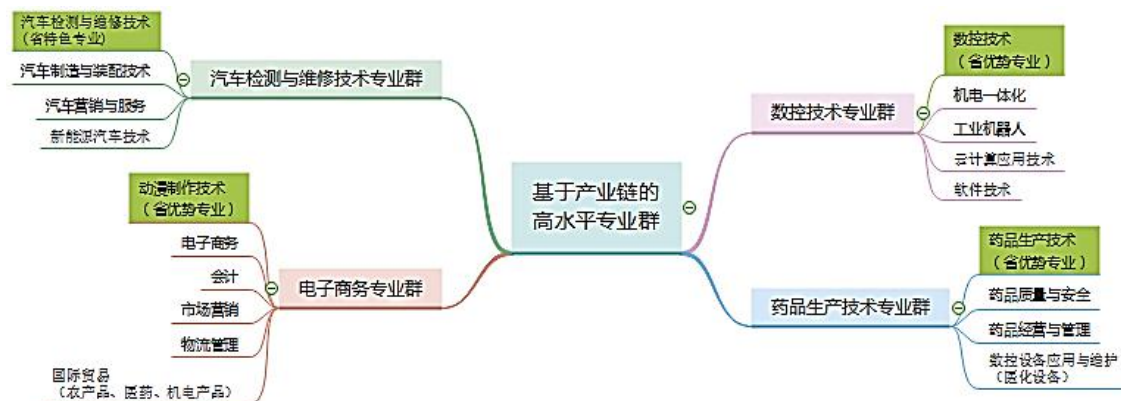 汽车检测与维修技术
（省特色专业）
汽车制造与装配技术
汽车营销与服务
新能源汽车技术
汽车检测与维修技术专业群
动漫制作技术
（省优势专业）
电子商务
会计
市场营销
物流管理
国际贸易
（农产品、医药、机电产品）
电子商务专业群
基于产业链的
高水平专业群
数控技术专业群
数控技术
（省优势专业）
机电一体化
工业机器人
云计算应用技术
软件技术
药品生产技术专业群
药品生产技术
（省优势专业）
药品质量与安全
药品经营与管理
数控设备应用与维护
（医化设备）